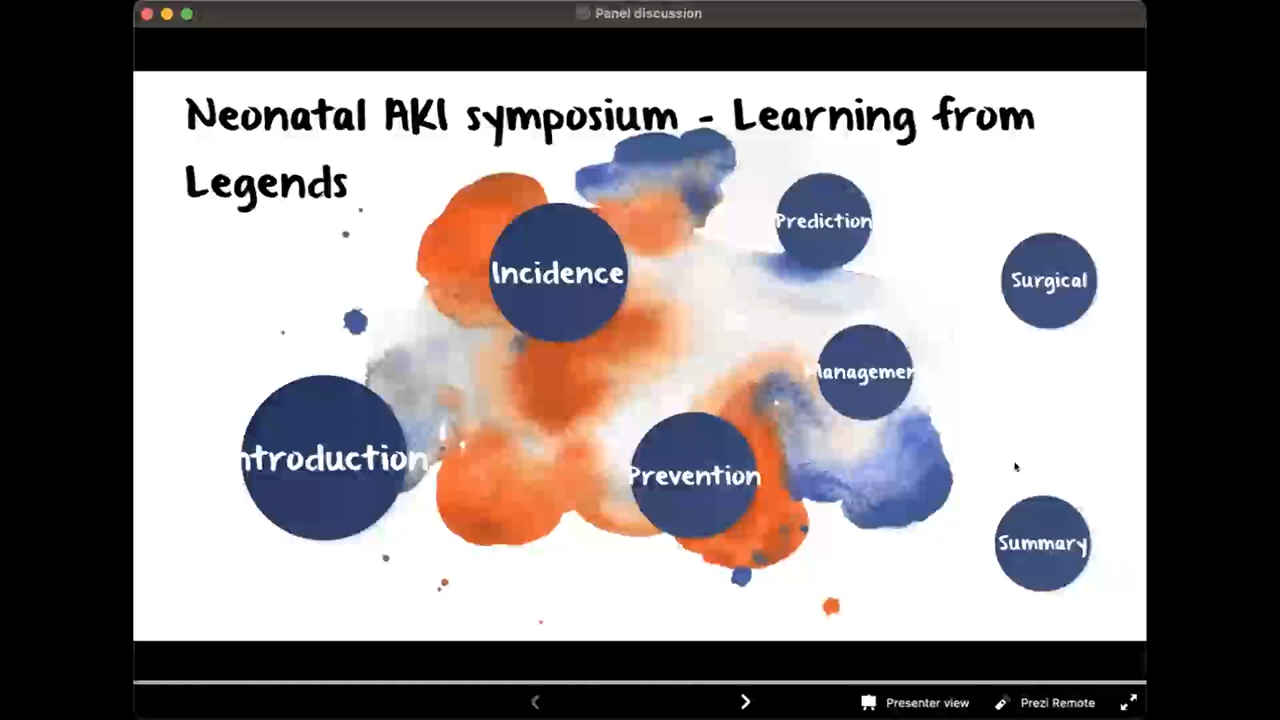 Panel discussion
Neonatal AKI symposium - Learning from
Legends
Incidence
Prediction
Surgical
Managemen
ntroduction
Prevention
Summary
Presenter view
Prezi Remote